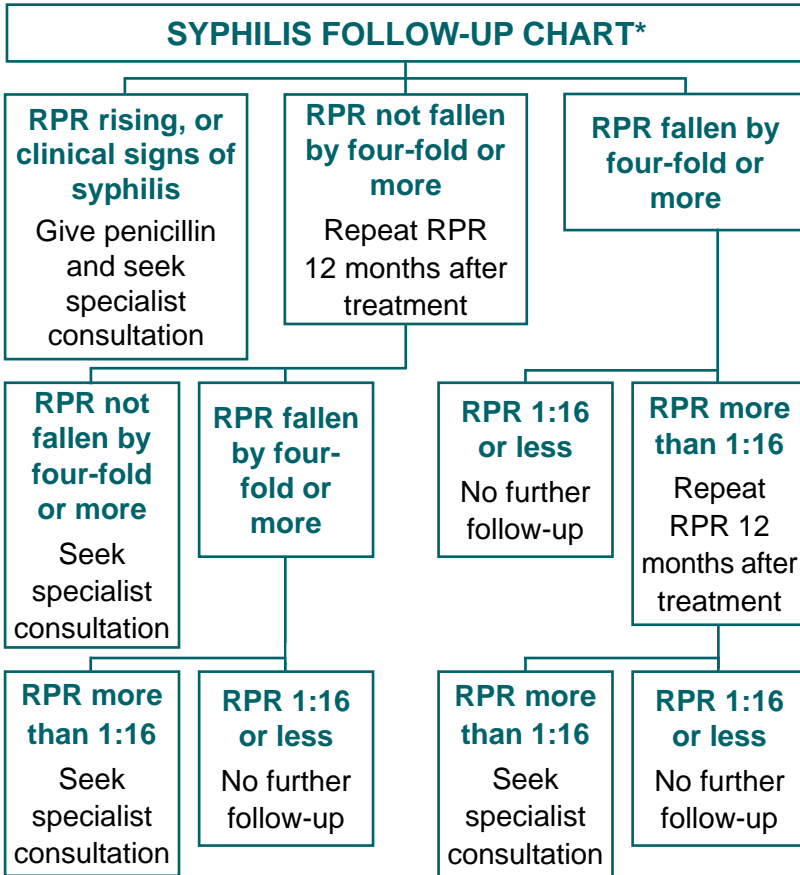 SYPHILIS FOLLOW-UP CHART*
RPR rising, or
clinical signs of
syphilis
Give penicillin
and seek
specialist
consultation
RPR not fallen
by four-fold or
more
Repeat RPR
12 months after
treatment
RPR fallen by
four-fold or
more
RPR not
fallen by
four-fold
or more
Seek
specialist
consultation
RPR fallen
by four-
fold or
more
RPR 1:16
or less
No further
follow-up
RPR more
than 1:16
Repeat
RPR 12
months after
treatment
RPR more
than 1:16
Seek
specialist
consultation
RPR 1:16
or less
No further
follow-up
RPR more
than 1:16
Seek
specialist
consultation
RPR 1:16
or less
No further
follow-up